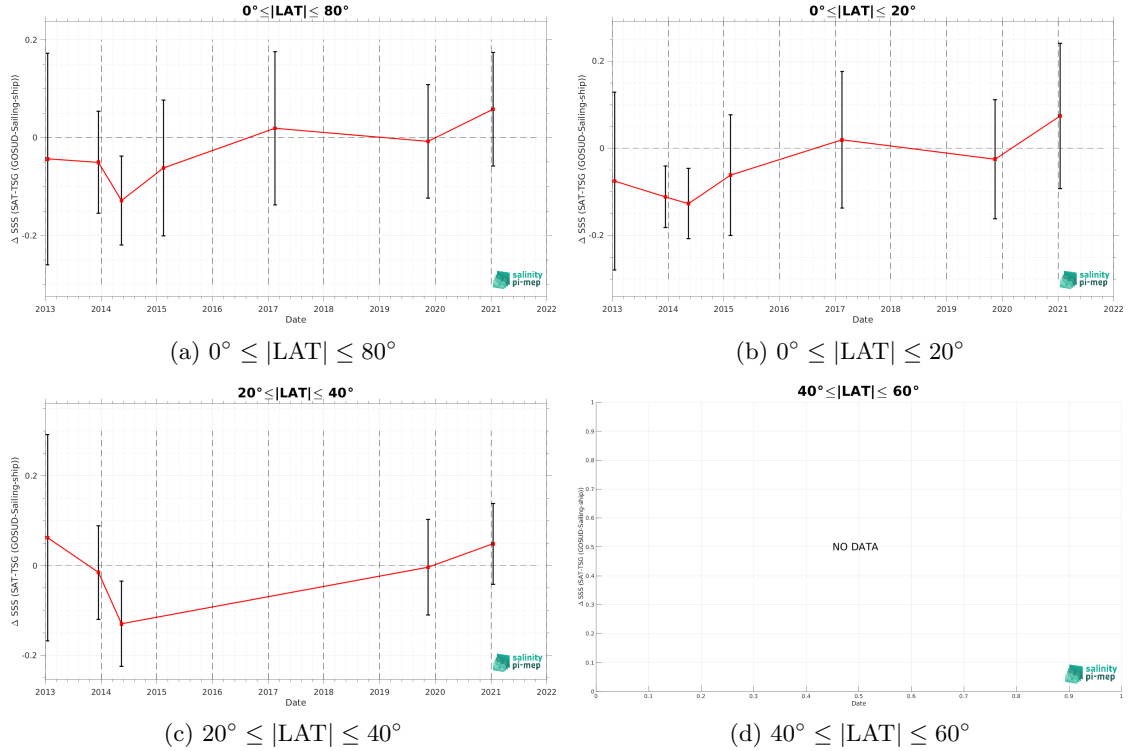 0°≤|LAT|≤ 80°
Δ SSS (SAT-TSG (GOSUD-Sailing-ship))
0.2
0
-0.2
2013 2014 2015 2016 2017 2018 2019 2020 2021 2022
Date
salinity
pi-mep
(a) 0° ≤ |LAT| ≤ 80°
0°≤|LAT|≤ 20°
Δ SSS (SAT-TSG (GOSUD-Sailing-ship))
0.2
0
-0.2
2013 2014 2015 2016 2017 2018 2019 2020 2021 2022
Date
salinity
pi-mep
(b) 0° ≤ |LAT| ≤ 20°
20°≤|LAT|≤ 40°
Δ SSS (SAT-TSG (GOSUD-Sailing-ship))
0.2
0
-0.2
2013 2014 2015 2016 2017 2018 2019 2020 2021 2022
Date
salinity
pi-mep
(c) 20° ≤ |LAT| ≤ 40°
40°≤|LAT|≤ 60°
Δ SSS (SAT-TSG (GOSUD-Sailing-ship))
1
0.9
0.8
0.7
0.6
0.5
0.4
0.3
0.2
0.1
0
NO DATA
0 0.1 0.2 0.3 0.4 0.5 0.6 0.7 0.8 0.9 1
Date
salinity
pi-mep
(d) 40° ≤ |LAT| ≤ 60°